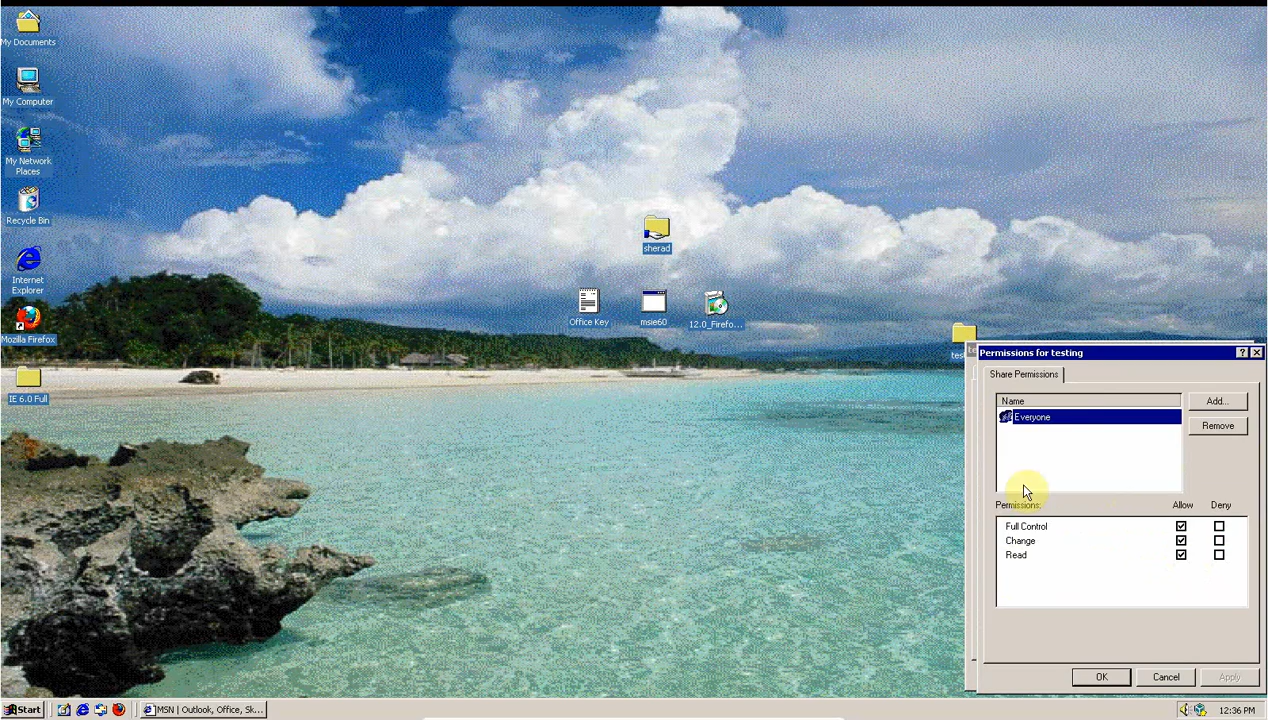 My Documents
My Computer
My Network
Places
Recycle Bin
Internet
Explorer
Mozilla Firefox
IE 6.0 Full
sherad
Office Key
msie60
12.0_Firefo...
Permissions for testing
Share Permissions
Name
Add...
Everyone
Remove
Permissions:
Allow
Deny
Full Control
Change
Read
OK
Cancel
Apply
Start
MSN | Outlook, Office, Sk...
12:36 PM